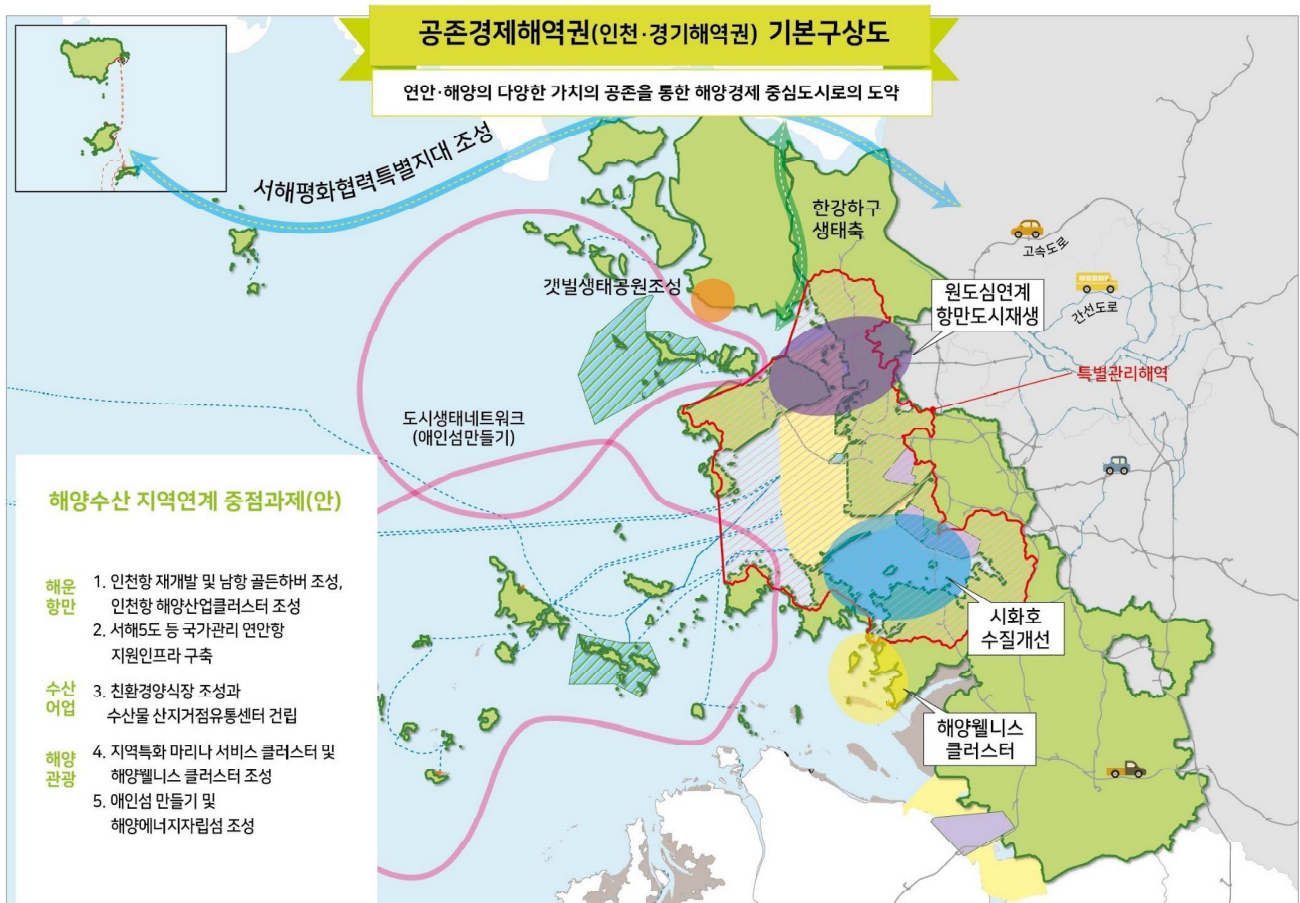 공존경제해역권(인천·경기해역권) 기본구상도
연안·해양의 다양한 가치의 공존을 통한 해양경제 중심도시로의 도약
서해평화협력특별지대 조성
한강하구
생태축
고속도로
갯벌생태공원조성
원도심연계
항만도시재생
간선도로
특별관리해역
도시생태네트워크
(애인섬만들기)
해양수산 지역연계 중점과제(안)
해운
항만
1. 인천항 재개발 및 남항 골든하버 조성,
인천항 해양산업클러스터 조성
2. 서해5도 등 국가관리 연안항
지원인프라 구축
수산
어업
3. 친환경양식장 조성과
수산물 산지거점유통센터 건립
해양
관광
4. 지역특화 마리나 서비스 클러스터 및
해양웰니스 클러스터 조성
5. 애인섬 만들기 및
해양에너지자립섬 조성
시화호
수질개선
해양웰니스
클러스터